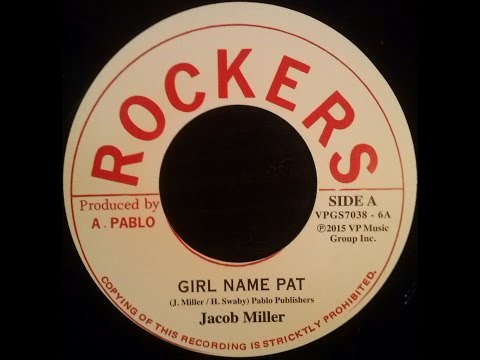 ROCKERS
Produced by
A. PABLO
SIDE A
VPGS7038 - 6A
℗2015 VP Music
Group Inc.
GIRL NAME PAT
(J. Miller / H. Swaby) Pablo Publishers
Jacob Miller
COPYING OF THIS RECORDING IS STRICKTLY PROHIBITED.